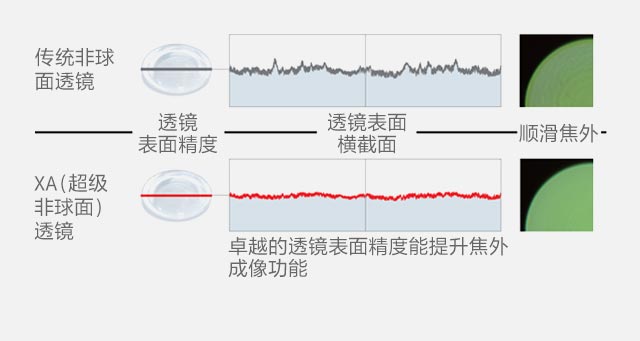 传统非球
面透镜
透镜
表面精度
透镜表面
横截面
顺滑焦外
XA(超级
非球面)
透镜
卓越的透镜表面精度能提升焦外
成像功能